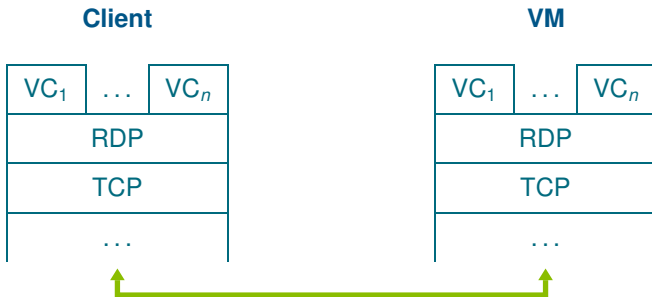 Client VM
VC₁ ... VCₙ VC₁ ... VCₙ
RDP RDP
TCP TCP
... ...